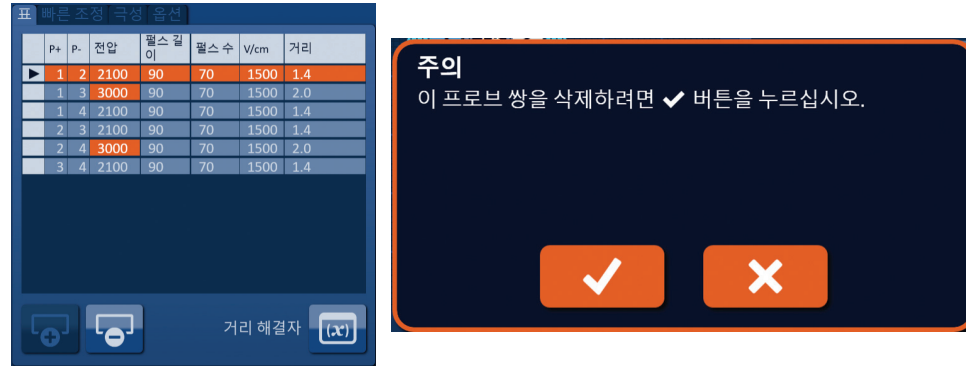 표 빠른 조정 극성 옵션
P+ P- 전압 펄스 길이 펄스 수 V/cm 거리
1 2 2100 90 70 1500 1.4
1 3 3000 90 70 1500 2.0
1 4 2100 90 70 1500 1.4
2 3 2100 90 70 1500 1.4
2 4 3000 90 70 1500 2.0
3 4 2100 90 70 1500 1.4
거리 해결자 (x)
주의
이 프로브 쌍을 삭제하려면 ✔ 버튼을 누르십시오.